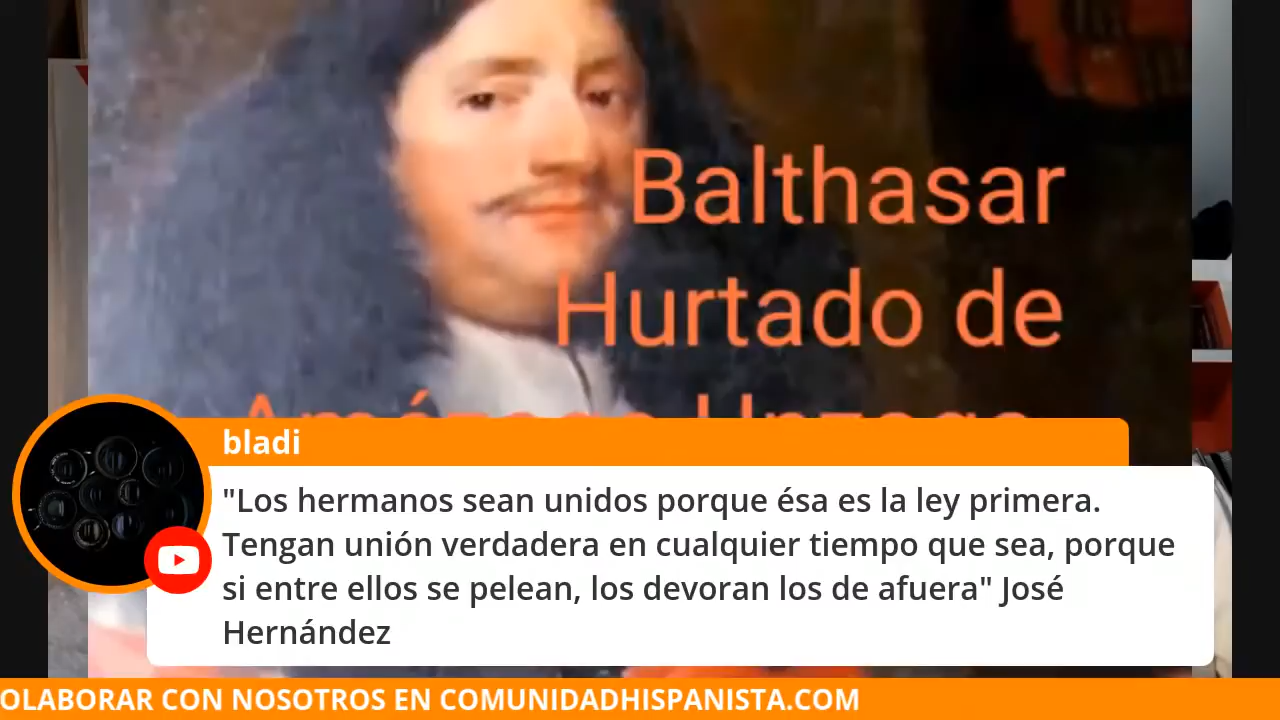 Balthasar
Hurtado de
bladi
"Los hermanos sean unidos porque ésa es la ley primera.
Tengan unión verdadera en cualquier tiempo que sea, porque
si entre ellos se pelean, los devoran los de afuera" José
Hernández
OLABORAR CON NOSOTROS EN COMUNIDADHISPANISTA.COM